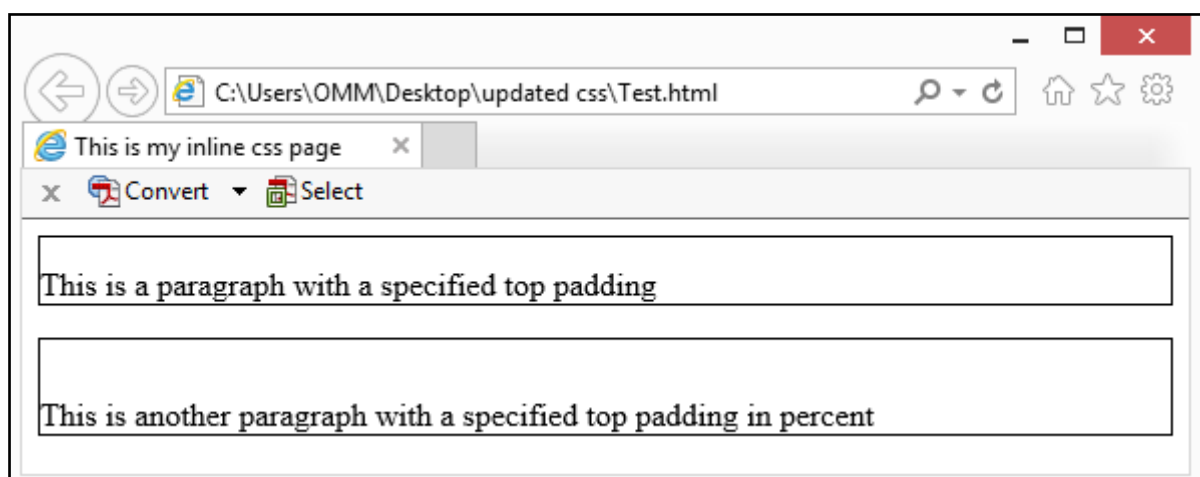 C:\Users\OMM\Desktop\updated css\Test.html
This is my inline css page
Convert Select
This is a paragraph with a specified top padding
This is another paragraph with a specified top padding in percent